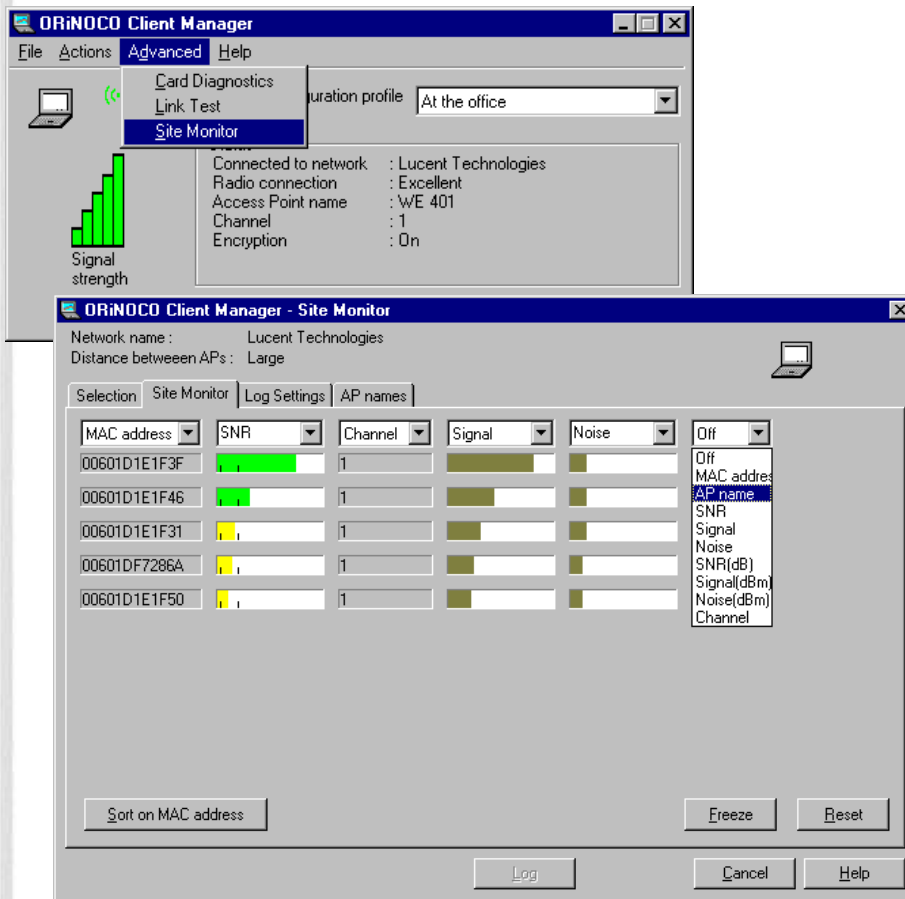 ORiNOCO Client Manager
File Actions Advanced Help
Card Diagnostics
Link Test
Site Monitor
profile At the office
Connected to network : Lucent Technologies
Radio connection : Excellent
Access Point name : WE 401
Channel : 1
Encryption : On
Signal
strength
ORiNOCO Client Manager - Site Monitor
Network name : Lucent Technologies
Distance betweeen APs : Large
Selection Site Monitor Log Settings AP names
MAC address SNR Channel Signal Noise Off
00601D1E1F3F 1
00601D1E1F46 1
00601D1E1F31 1
00601DF7286A 1
00601D1E1F50 1
Off
MAC addres
AP name
SNR
Signal
Noise
SNR(dB)
Signal(dBm)
Noise(dBm)
Channel
Sort on MAC address Freeze Reset
Log Cancel Help